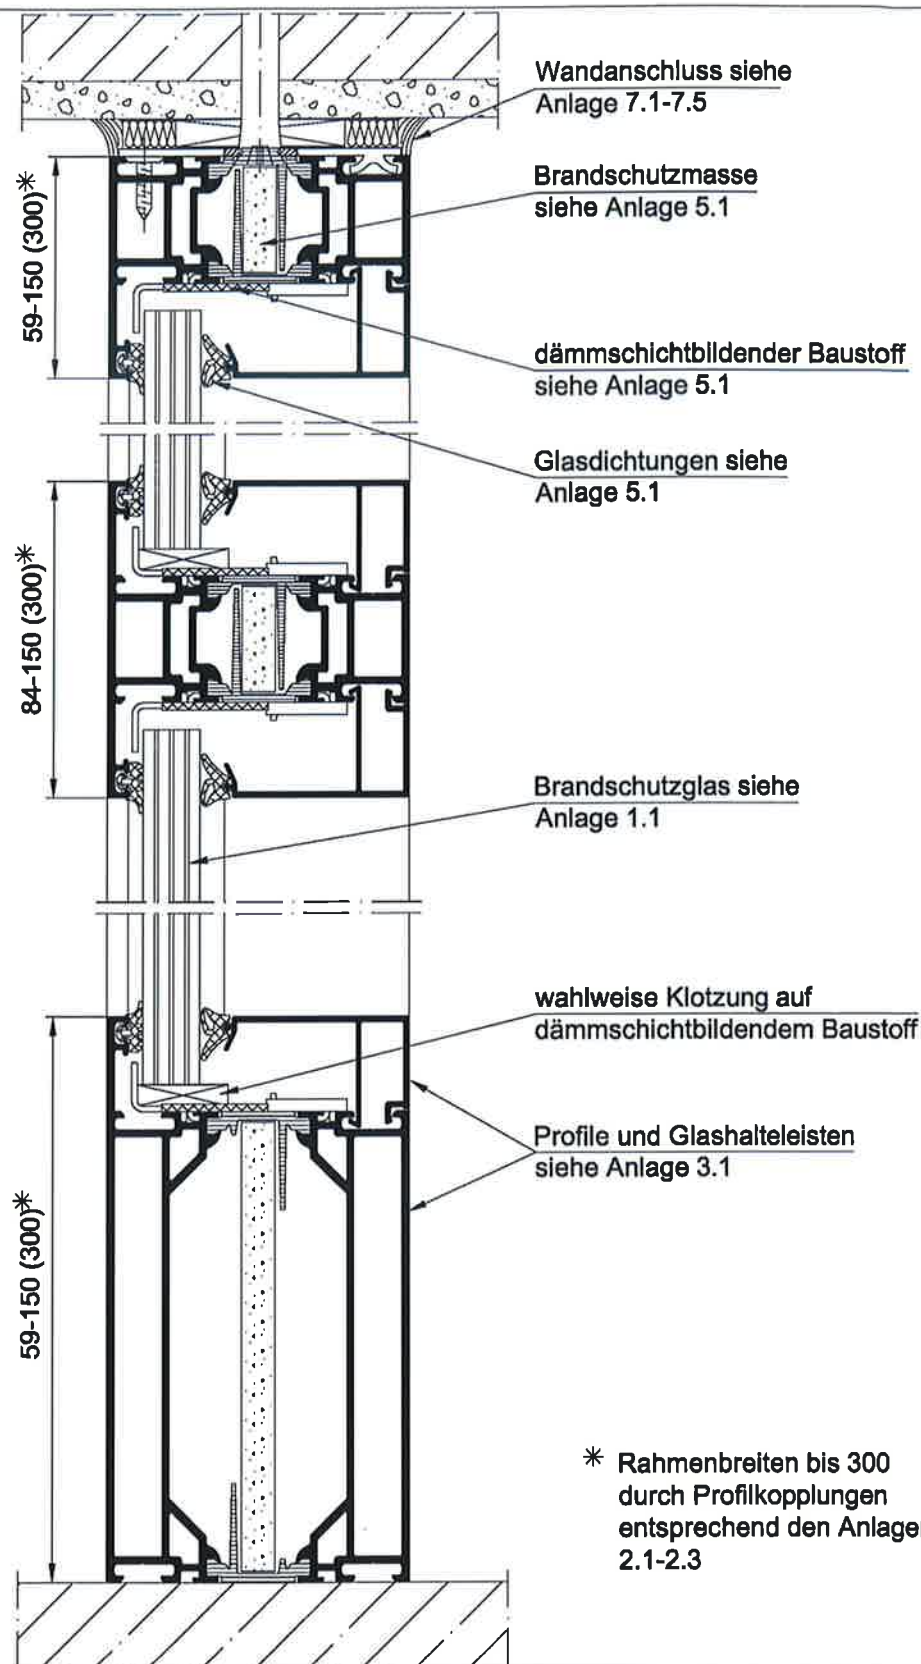 Wandanschluss siehe
Anlage 7.1-7.5
Brandschutzmasse
siehe Anlage 5.1
59-150 (300)*
dämmschichtbildender Baustoff
siehe Anlage 5.1
Glasdichtungen siehe
Anlage 5.1
84-150 (300)*
Brandschutzglas siehe
Anlage 1.1
wahlweise Klotzung auf
dämmschichtbildendem Baustoff
Profile und Glashalteleisten
siehe Anlage 3.1
59-150 (300)*
* Rahmenbreiten bis 300
durch Profilkopplungen
entsprechend den Anlage
2.1-2.3